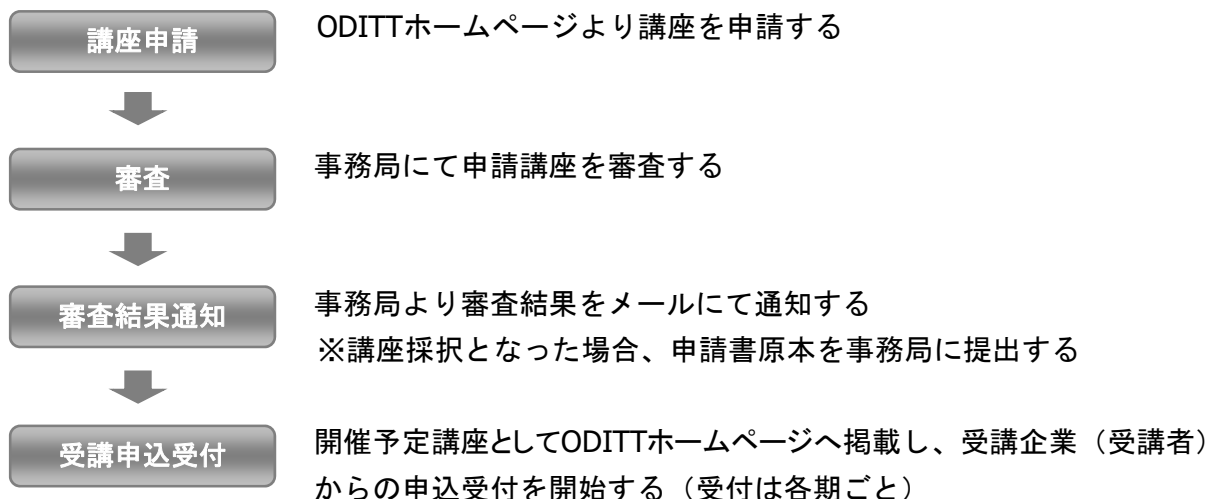 講座申請
ODITTホームページより講座を申請する
審査
事務局にて申請講座を審査する
審査結果通知
事務局より審査結果をメールにて通知する
※講座採択となった場合、申請書原本を事務局に提出する
受講申込受付
開催予定講座としてODITTホームページへ掲載し、受講企業（受講者）
からの申込受付を開始する（受付は各期ごと）